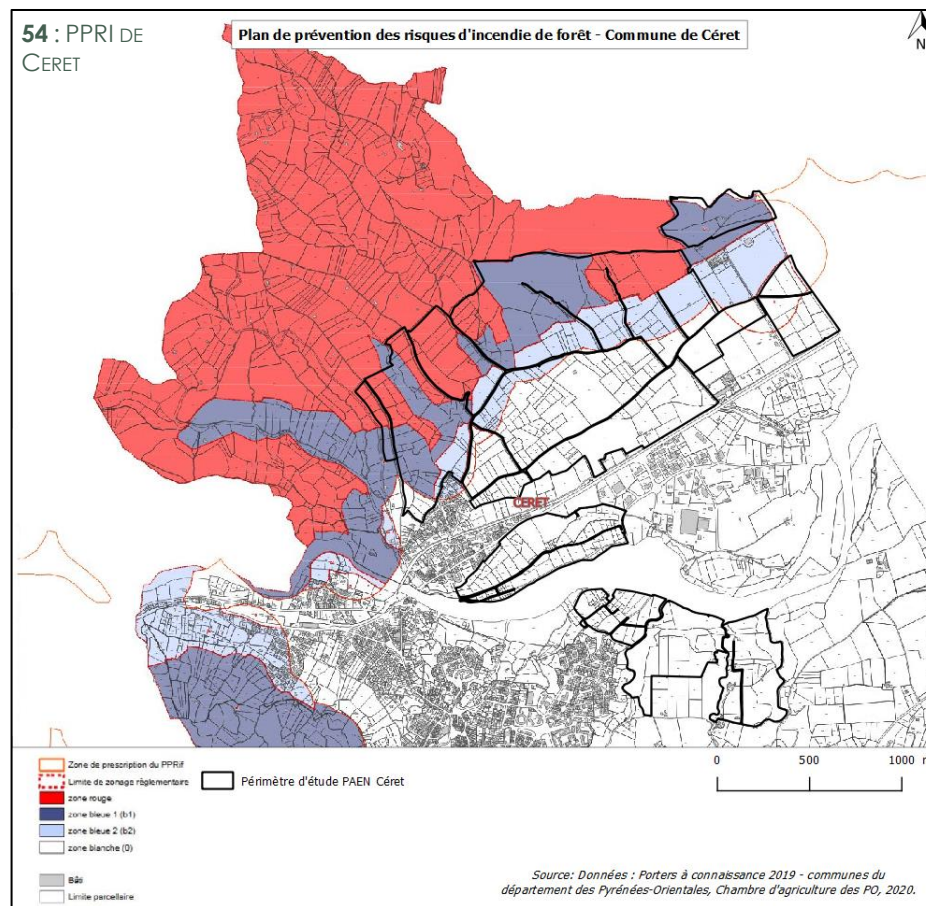 54 : PPRI DE
CERET
Plan de prévention des risques d'incendie de forêt - Commune de Céret
N
CERET
Zone de prescription du PPRif
Limite de zonage règlementaire
zone rouge
zone bleue 1 (b1)
zone bleue 2 (b2)
zone blanche (0)
Bâti
Limite parcellaire
Périmètre d'étude PAEN Céret
0 500 1000 m
Source: Données : Porters à connaissance 2019 - communes du
département des Pyrénées-Orientales, Chambre d'agriculture des PO, 2020.